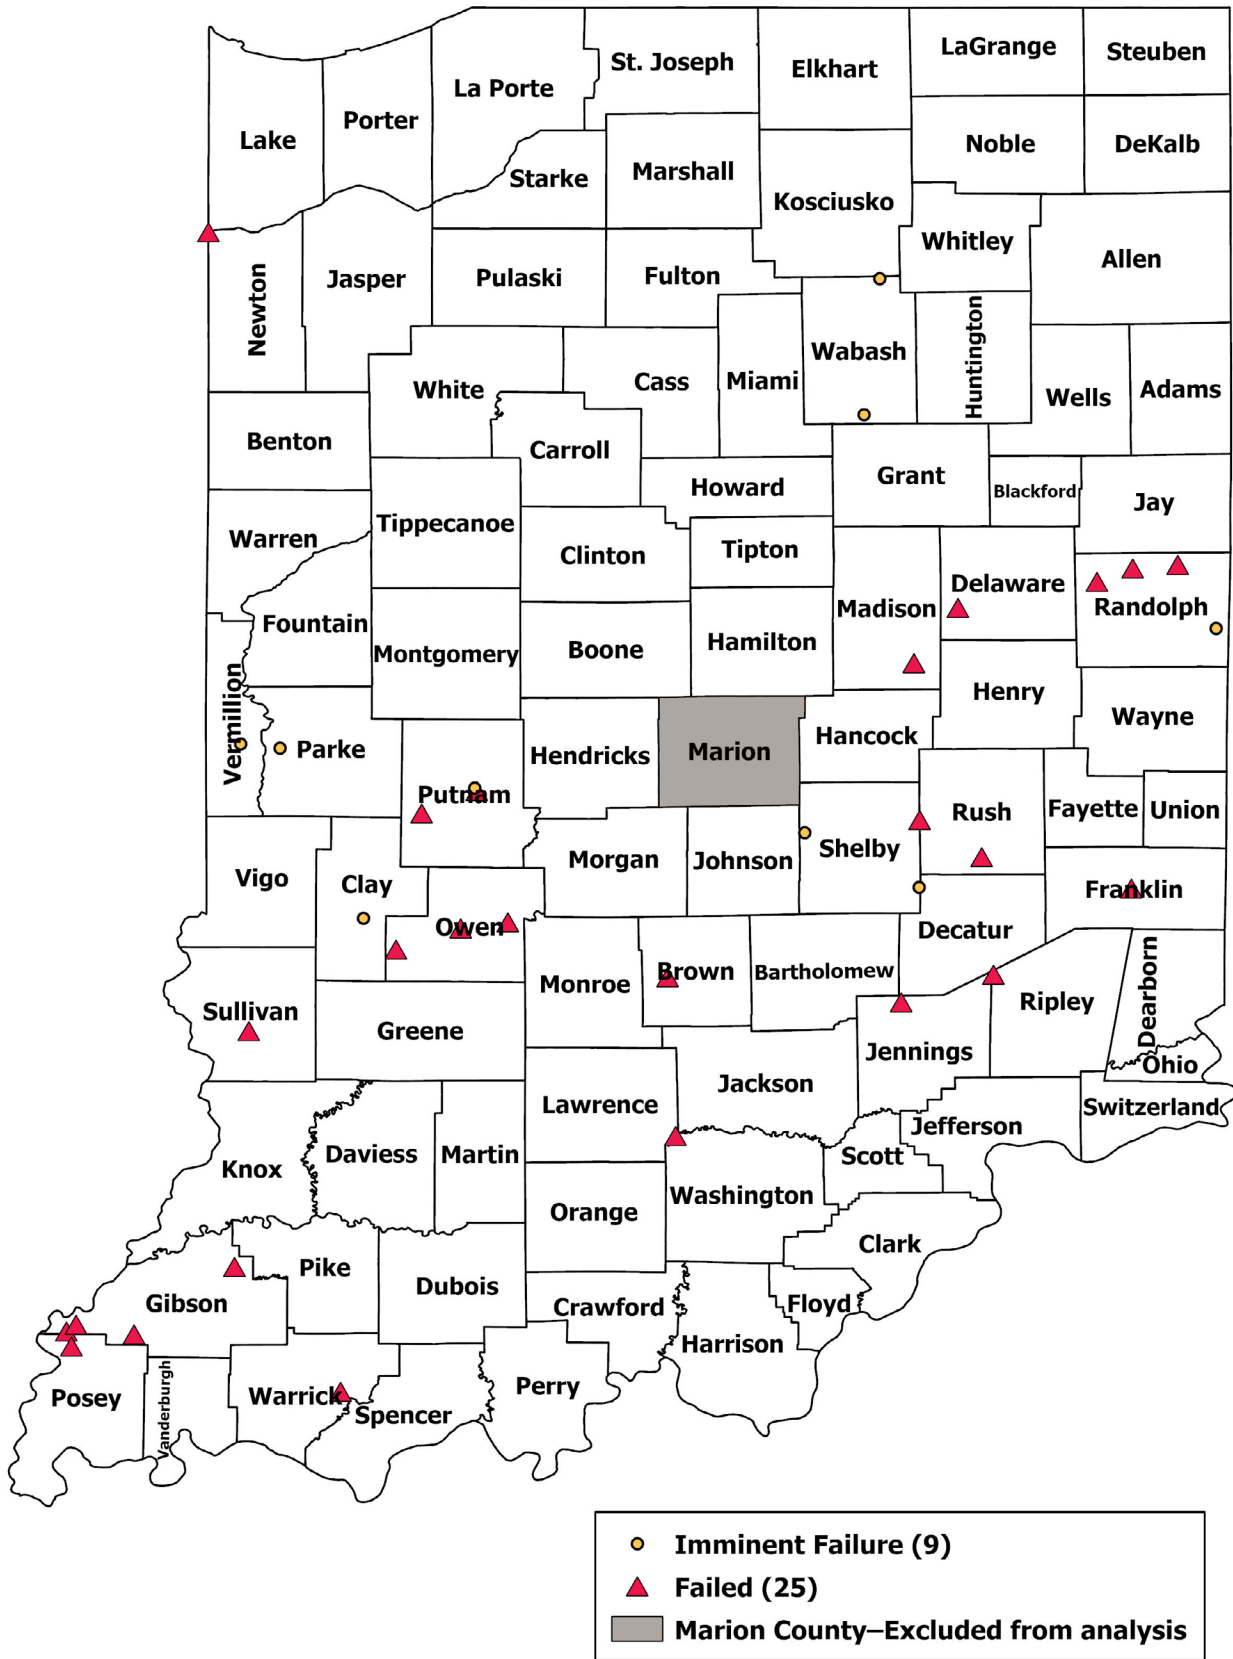 LaGrange
Steuben
St. Joseph
Elkhart
La Porte
Porter
Lake
Noble
DeKalb
Marshall
Starke
Kosciusko
Whitley
Allen
Newton
Jasper
Pulaski
Fulton
Wabash
Huntington
White
Cass
Miami
Wells
Adams
Benton
Carroll
Grant
Howard
Blackford
Jay
Warren
Tippecanoe
Clinton
Tipton
Delaware
Madison
Randolph
Fountain
Montgomery
Boone
Hamilton
Henry
Vermillion
Parke
Hendricks
Marion
Hancock
Wayne
Putnam
Rush
Fayette
Union
Vigo
Clay
Morgan
Johnson
Shelby
Franklin
Owen
Decatur
Monroe
Brown
Bartholomew
Dearborn
Sullivan
Greene
Ripley
Jennings
Ohio
Jackson
Lawrence
Switzerland
Jefferson
Knox
Daviess
Martin
Scott
Washington
Orange
Clark
Pike
Dubois
Gibson
Crawford
Floyd
Harrison
Posey
Vanderburgh
Warrick
Spencer
Perry
Imminent Failure (9)
Failed (25)
Marion County–Excluded from analysis